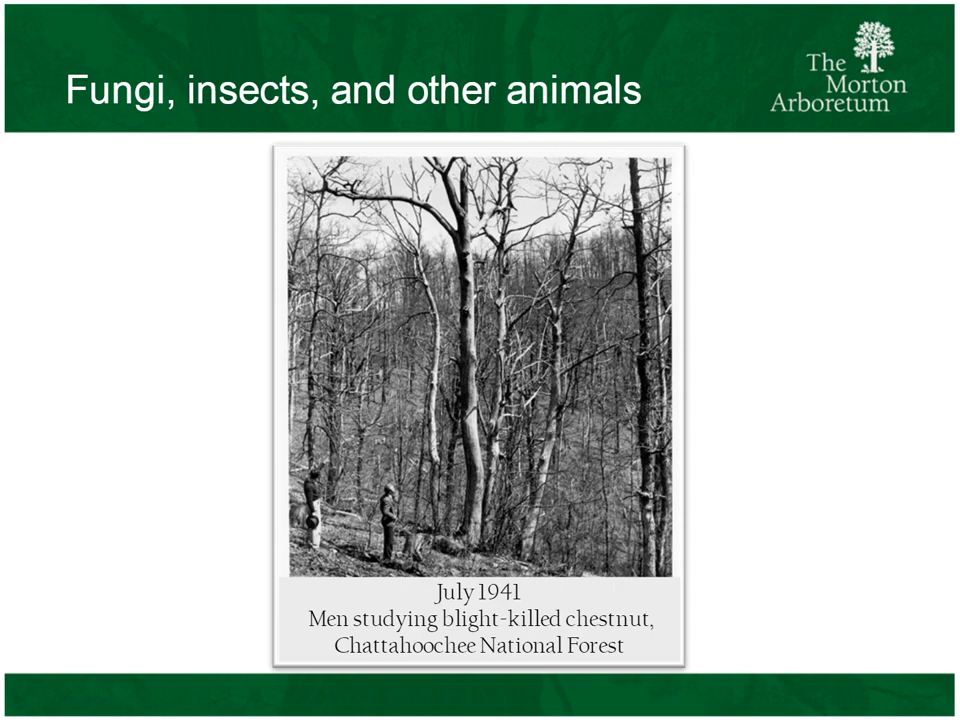 Fungi, insects, and other animals
The
Morton
Arboretum
July 1941
Men studying blight-killed chestnut,
Chattahoochee National Forest